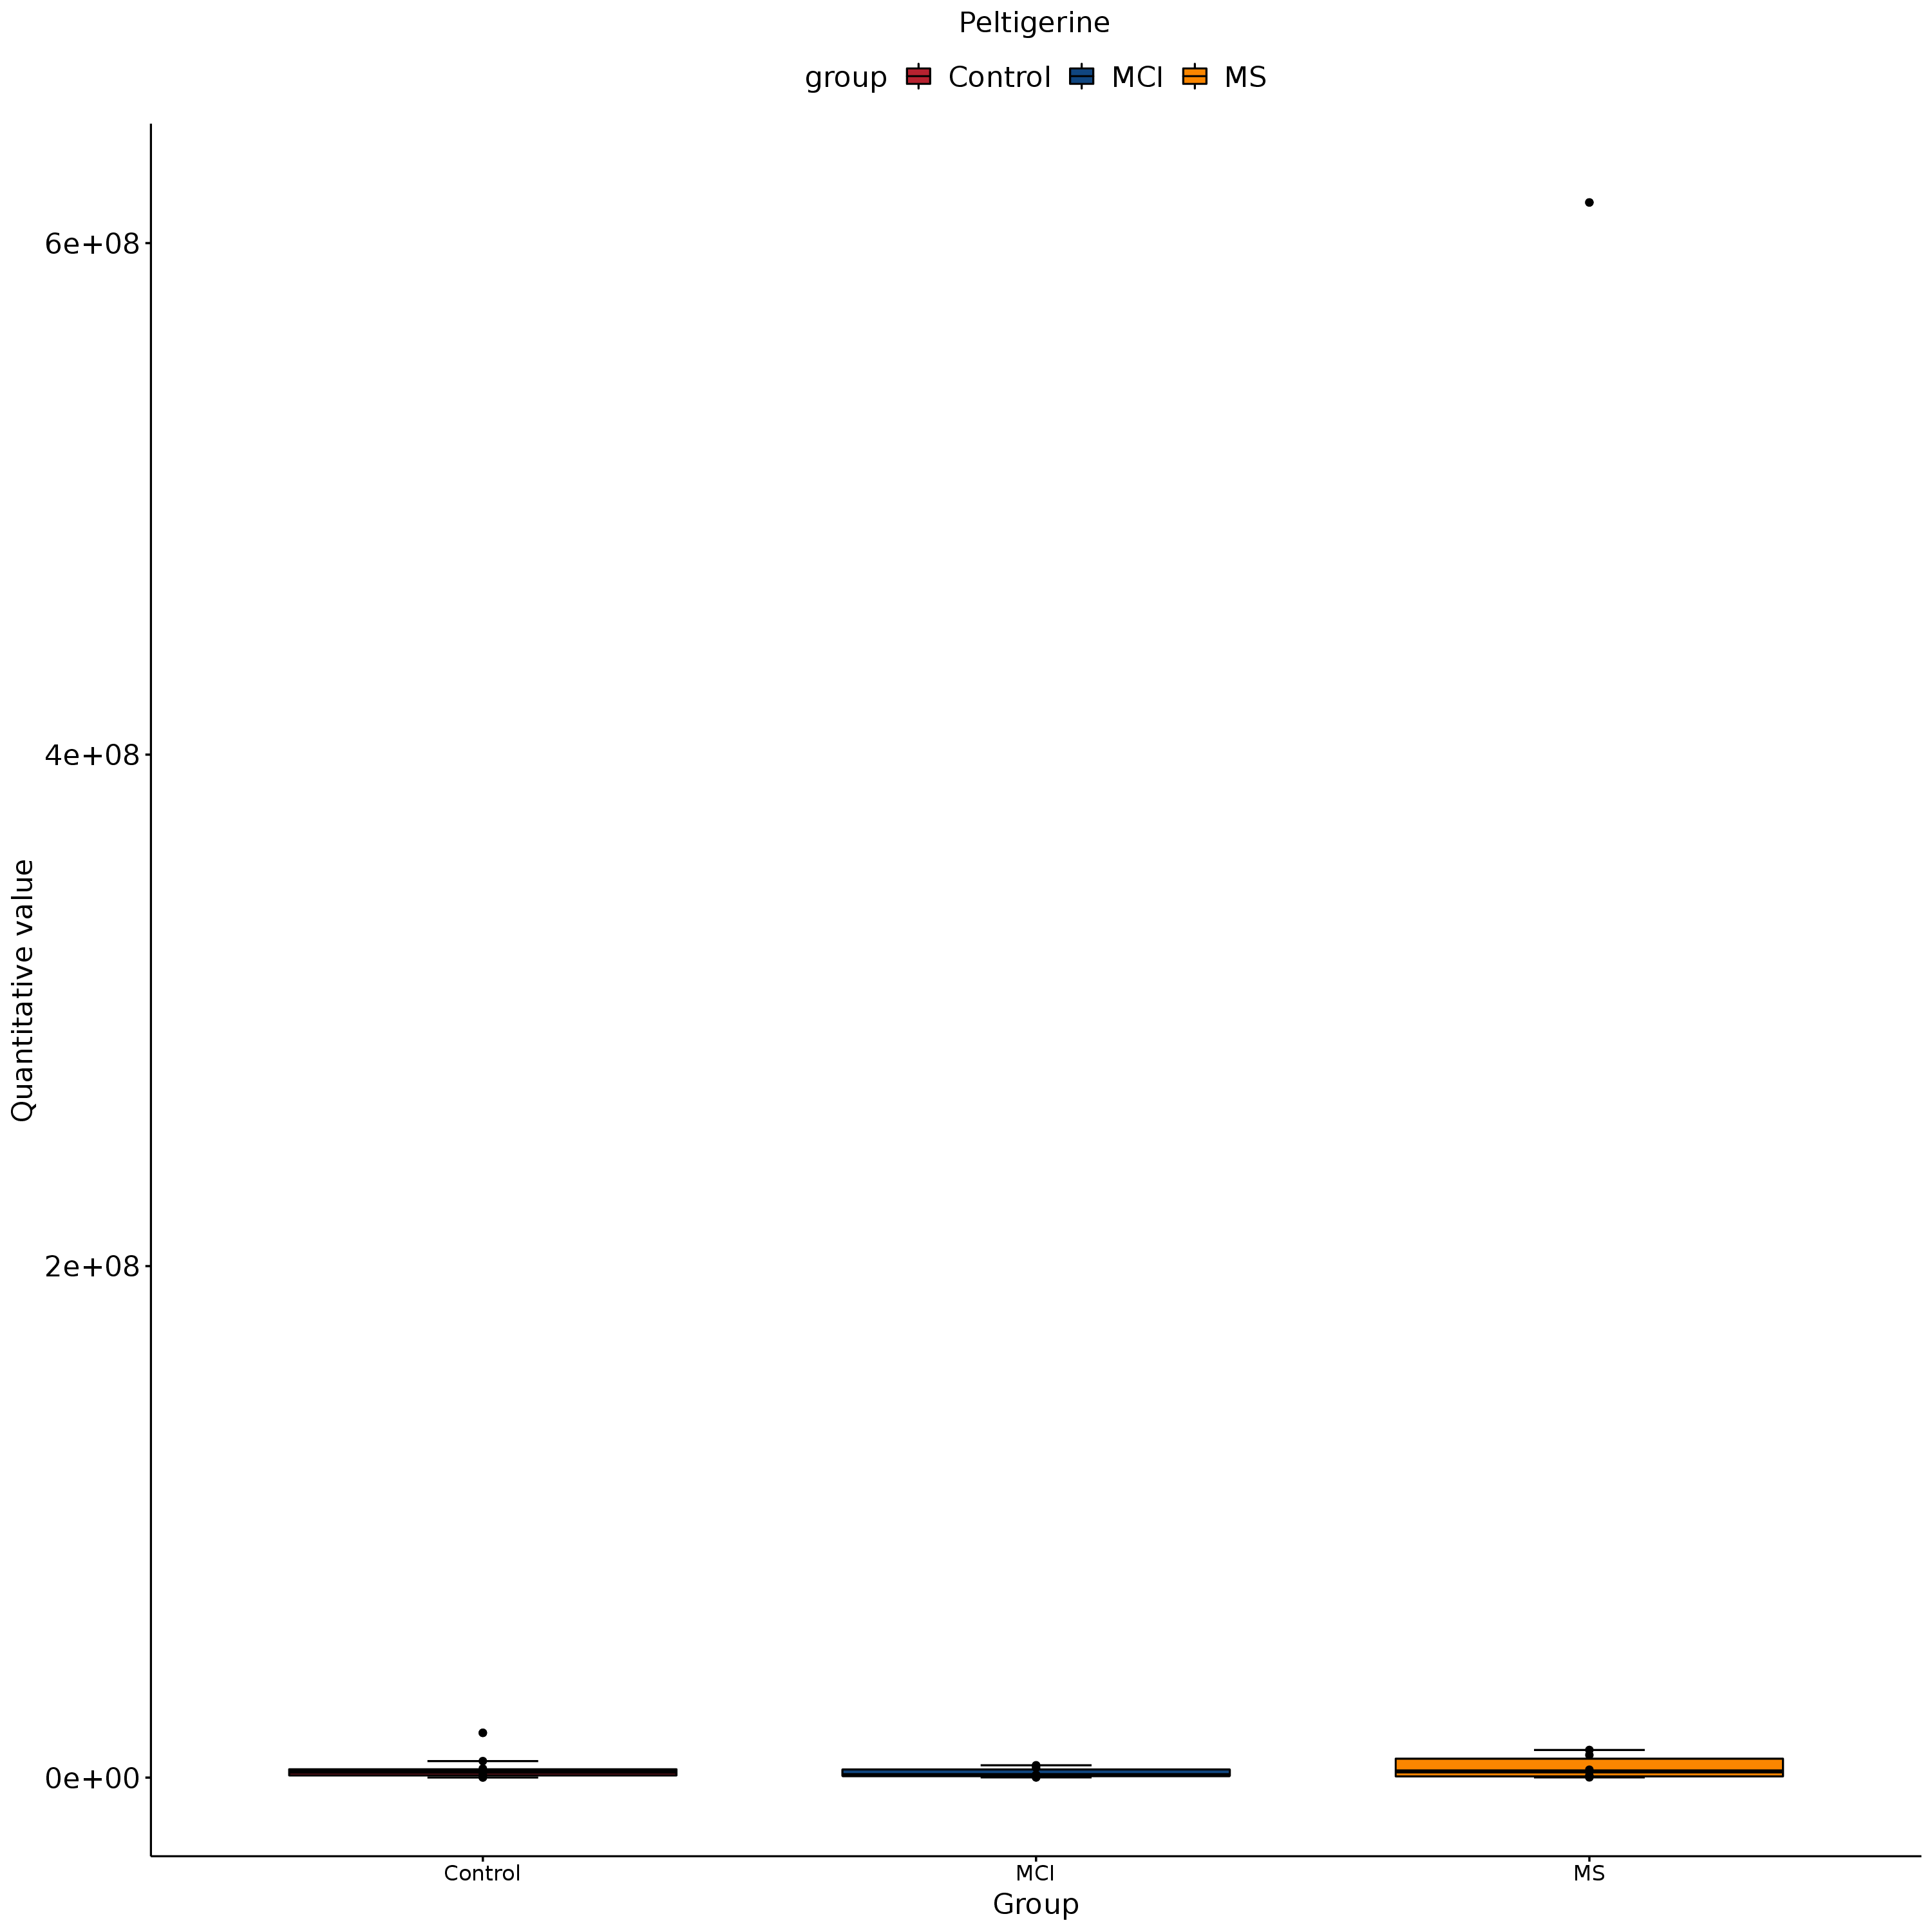 Peltigerine
group Control MCI MS
6e+08
4e+08
2e+08
0e+00
Quantitative value
Control MCI MS
Group